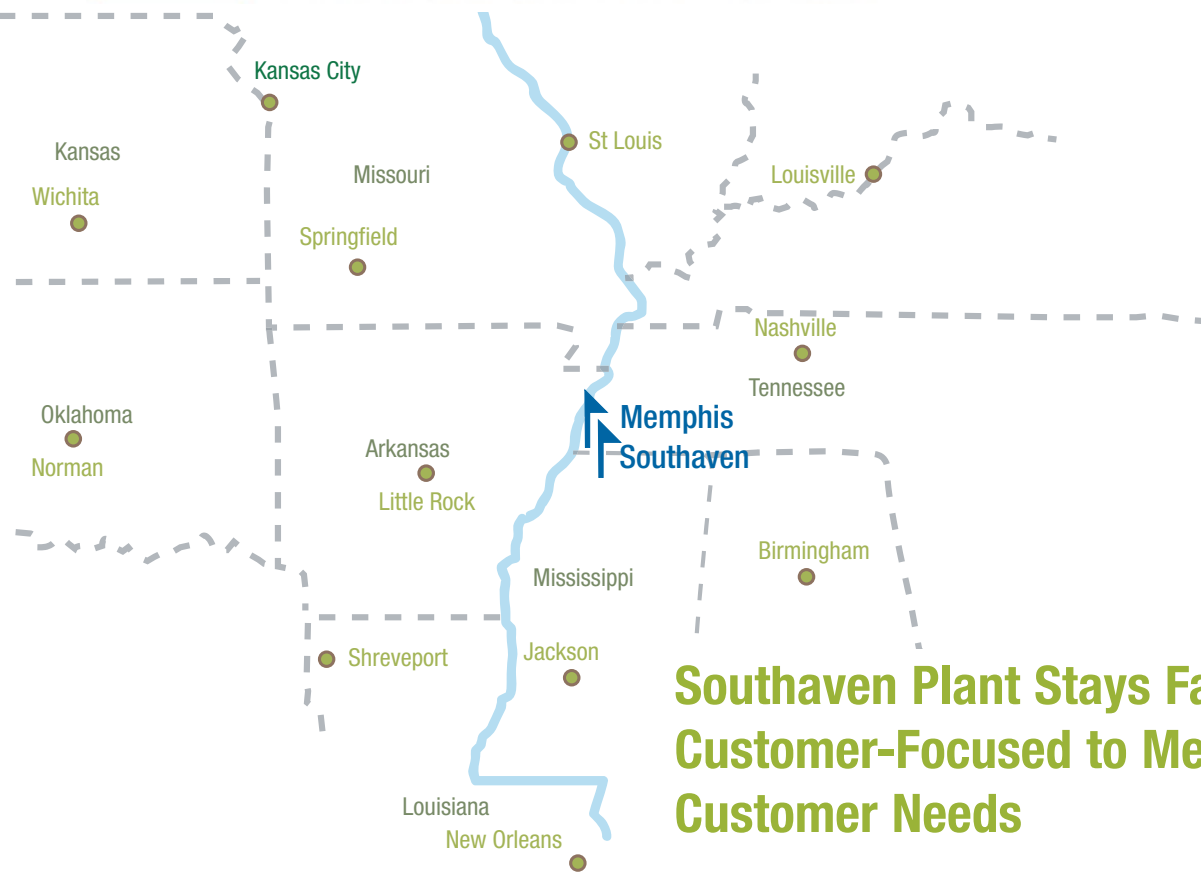 Kansas City
St Louis
Kansas
Missouri
Louisville
Wichita
Springfield
Nashville
Tennessee
Oklahoma
Memphis
Arkansas
Southaven
Norman
Little Rock
Birmingham
Mississippi
Jackson
Shreveport
Southaven Plant Stays Fa
Customer-Focused to Me
Customer Needs
Louisiana
New Orleans